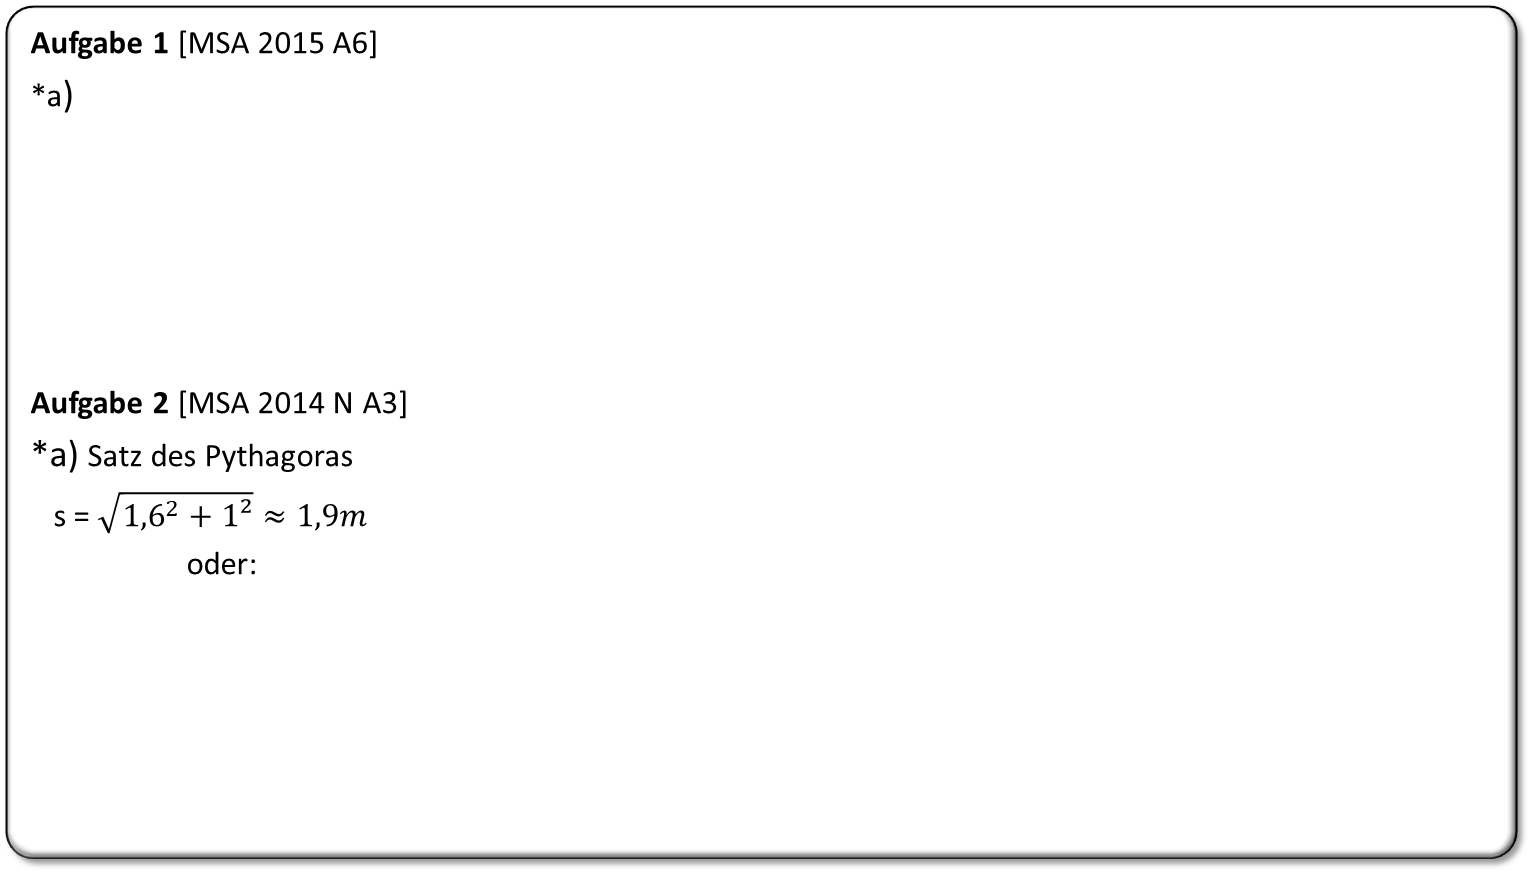 Aufgabe 1 [MSA 2015 A6]
*a)
Aufgabe 2 [MSA 2014 N A3]
*a) Satz des Pythagoras
s = √1,6² + 1² ≈ 1,9m
oder: